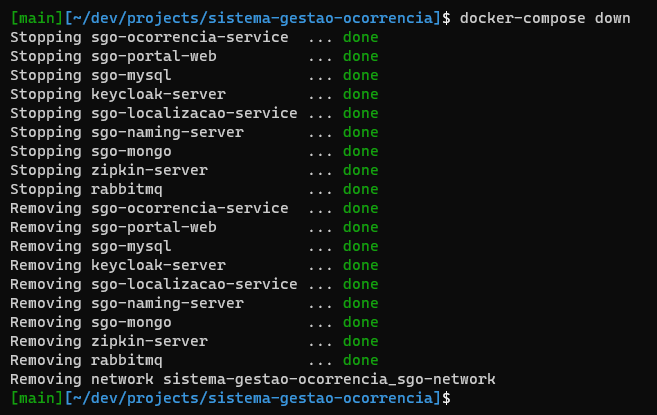 [main][~/dev/projects/sistema-gestao-ocorrencia]$ docker-compose down
Stopping sgo-ocorrencia-service  ... done
Stopping sgo-portal-web          ... done
Stopping sgo-mysql               ... done
Stopping keycloak-server         ... done
Stopping sgo-localizacao-service ... done
Stopping sgo-naming-server       ... done
Stopping sgo-mongo               ... done
Stopping zipkin-server           ... done
Stopping rabbitmq                ... done
Removing sgo-ocorrencia-service  ... done
Removing sgo-portal-web          ... done
Removing sgo-mysql               ... done
Removing keycloak-server         ... done
Removing sgo-localizacao-service ... done
Removing sgo-naming-server       ... done
Removing sgo-mongo               ... done
Removing zipkin-server           ... done
Removing rabbitmq                ... done
Removing network sistema-gestao-ocorrencia_sgo-network
[main][~/dev/projects/sistema-gestao-ocorrencia]$